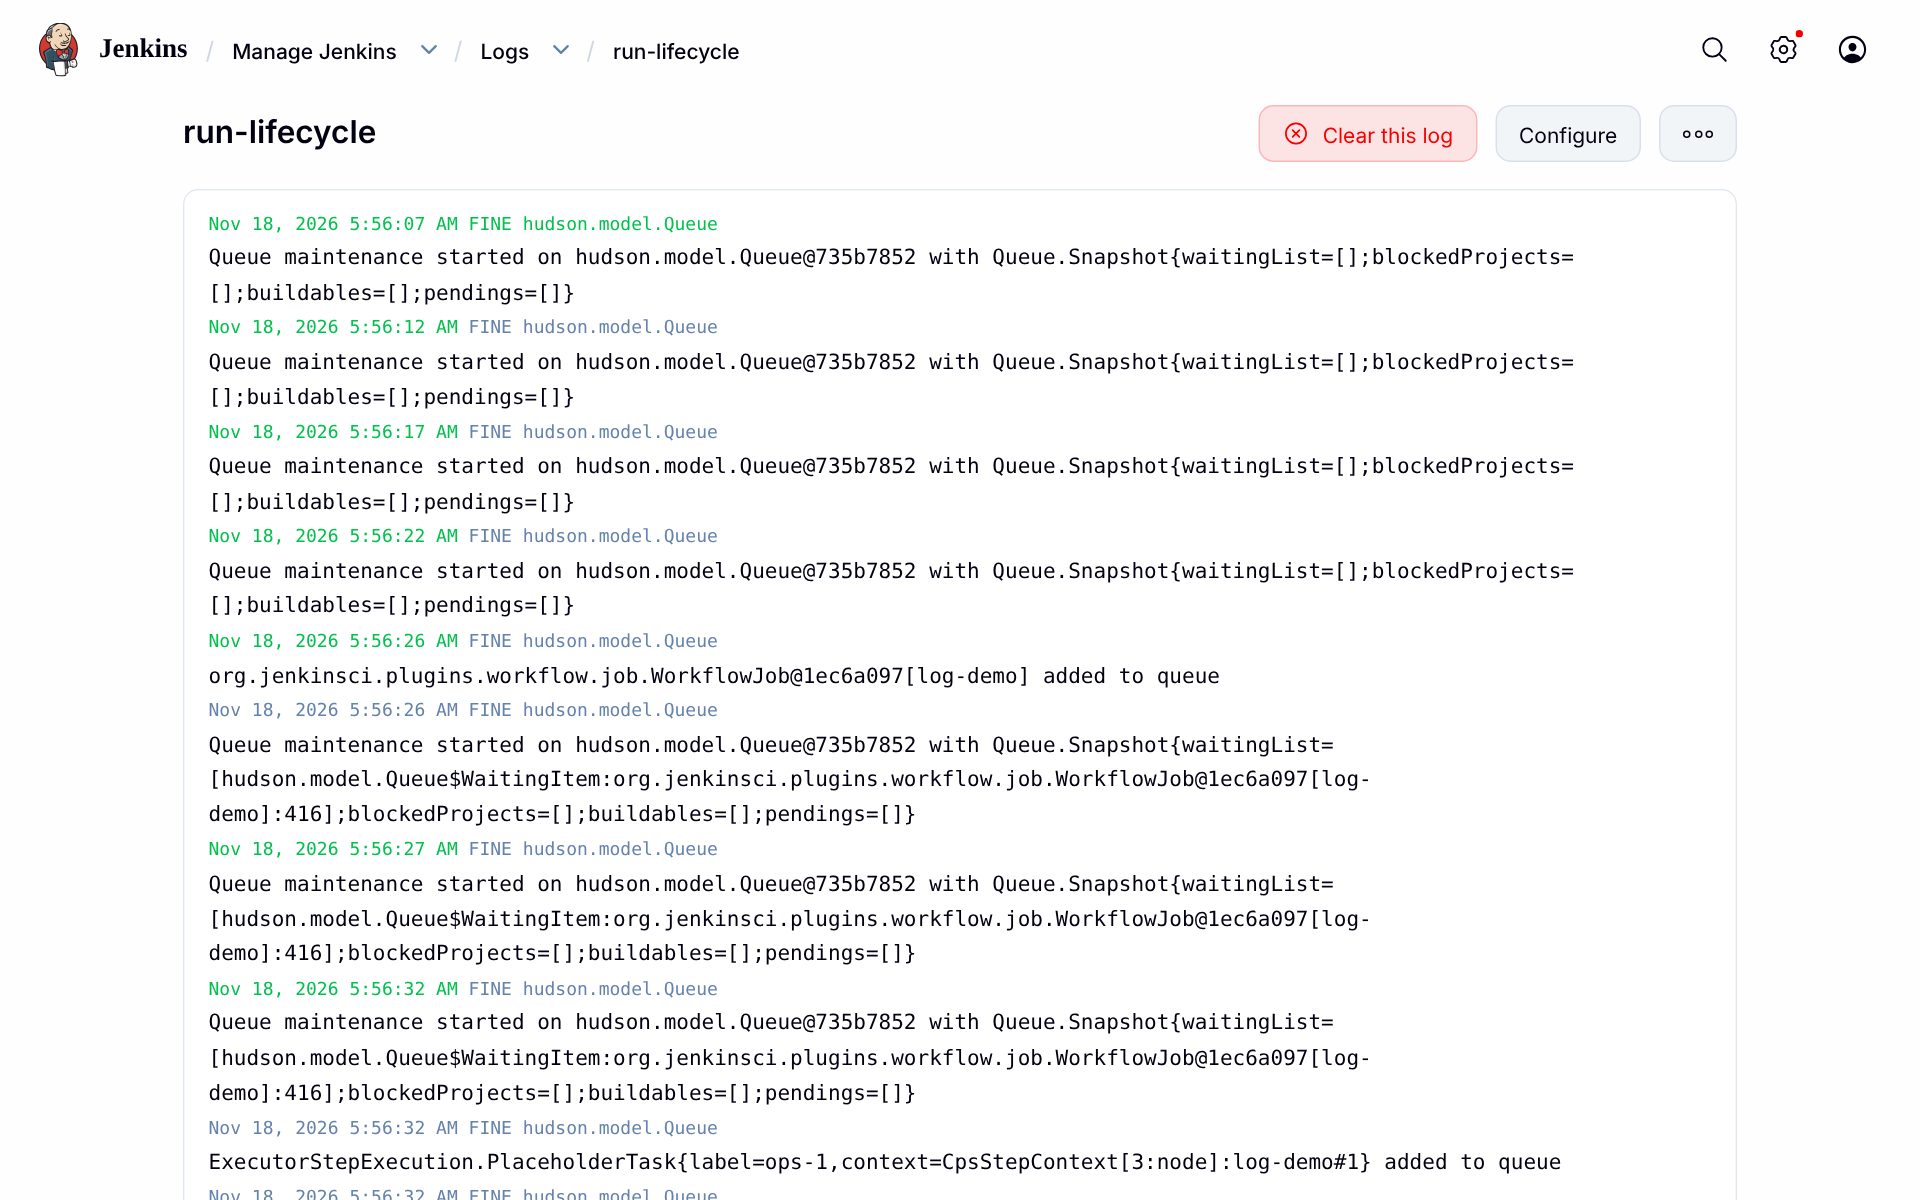 Jenkins / Manage Jenkins / Logs / run-lifecycle
run-lifecycle
Clear this log
Configure
Nov 18, 2026 5:56:07 AM FINE hudson.model.Queue
Queue maintenance started on hudson.model.Queue@735b7852 with Queue.Snapshot{waitingList=[];blockedProjects=
[];buildables=[];pendings=[]}
Nov 18, 2026 5:56:12 AM FINE hudson.model.Queue
Queue maintenance started on hudson.model.Queue@735b7852 with Queue.Snapshot{waitingList=[];blockedProjects=
[];buildables=[];pendings=[]}
Nov 18, 2026 5:56:17 AM FINE hudson.model.Queue
Queue maintenance started on hudson.model.Queue@735b7852 with Queue.Snapshot{waitingList=[];blockedProjects=
[];buildables=[];pendings=[]}
Nov 18, 2026 5:56:22 AM FINE hudson.model.Queue
Queue maintenance started on hudson.model.Queue@735b7852 with Queue.Snapshot{waitingList=[];blockedProjects=
[];buildables=[];pendings=[]}
Nov 18, 2026 5:56:26 AM FINE hudson.model.Queue
org.jenkinsci.plugins.workflow.job.WorkflowJob@1ec6a097[log-demo] added to queue
Nov 18, 2026 5:56:26 AM FINE hudson.model.Queue
Queue maintenance started on hudson.model.Queue@735b7852 with Queue.Snapshot{waitingList=
[hudson.model.Queue$WaitingItem:org.jenkinsci.plugins.workflow.job.WorkflowJob@1ec6a097[log-
demo]:416];blockedProjects=[];buildables=[];pendings=[]}
Nov 18, 2026 5:56:27 AM FINE hudson.model.Queue
Queue maintenance started on hudson.model.Queue@735b7852 with Queue.Snapshot{waitingList=
[hudson.model.Queue$WaitingItem:org.jenkinsci.plugins.workflow.job.WorkflowJob@1ec6a097[log-
demo]:416];blockedProjects=[];buildables=[];pendings=[]}
Nov 18, 2026 5:56:32 AM FINE hudson.model.Queue
Queue maintenance started on hudson.model.Queue@735b7852 with Queue.Snapshot{waitingList=
[hudson.model.Queue$WaitingItem:org.jenkinsci.plugins.workflow.job.WorkflowJob@1ec6a097[log-
demo]:416];blockedProjects=[];buildables=[];pendings=[]}
Nov 18, 2026 5:56:32 AM FINE hudson.model.Queue
ExecutorStepExecution.PlaceholderTask{label=ops-1,context=CpsStepContext[3:node]:log-demo#1} added to queue
Nov 18, 2026 5:56:32 AM FINE hudson.model.Queue